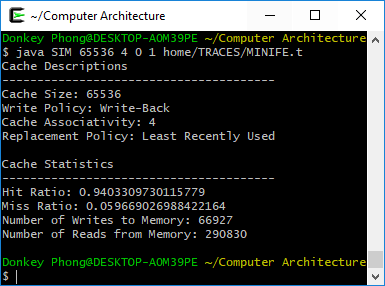 ~/Computer Architecture
Donkey Phong@DESKTOP-AOM39PE ~/Computer Architecture
$ java SIM 65536 4 0 1 home/TRACES/MINIFE.t
Cache Descriptions
---------------------------------------
Cache Size: 65536
Write Policy: Write-Back
Cache Associativity: 4
Replacement Policy: Least Recently Used
Cache Statistics
---------------------------------------
Hit Ratio: 0.9403309730115779
Miss Ratio: 0.059669026988422164
Number of Writes to Memory: 66927
Number of Reads from Memory: 290830
Donkey Phong@DESKTOP-AOM39PE ~/Computer Architecture
$